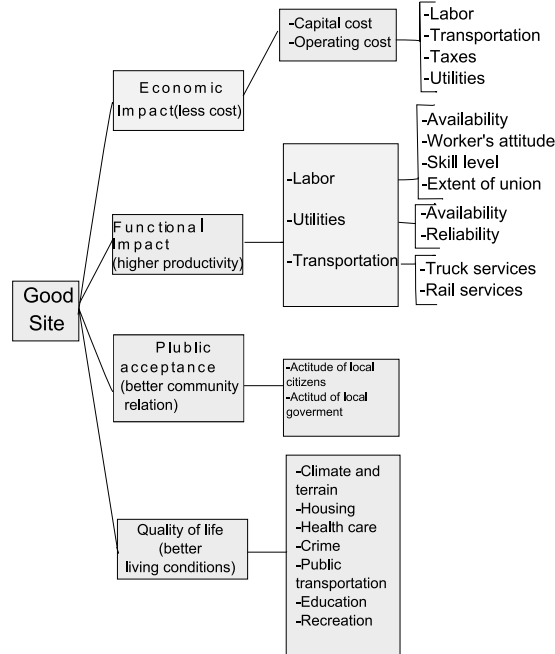 Good
Site
Economic
Impact(less cost)
-Capital cost
-Operating cost
-Labor
-Transportation
-Taxes
-Utilities
Functional
Impact
(higher productivity)
-Labor
-Utilities
-Transportation
-Availability
-Worker's attitude
-Skill level
-Extent of union
-Availability
-Reliability
-Truck services
-Rail services
Plublic
acceptance
(better community
relation)
-Actitude of local
citizens
-Actitud of local
goverment
Quality of life
(better
living conditions)
-Climate and
terrain
-Housing
-Health care
-Crime
-Public
transportation
-Education
-Recreation